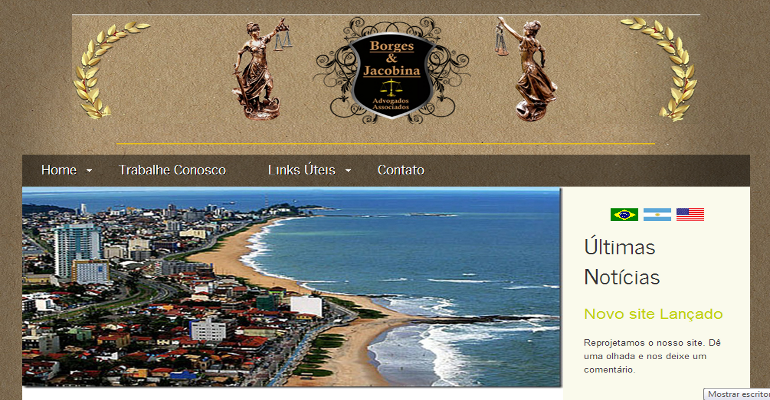 Borges
&
Jacobina
Advogados
Associados
Home
Trabalhe Conosco
Links Úteis
Contato
Últimas
Notícias
Novo site Lançado
Reprojetamos o nosso site. Dê
uma olhada e nos deixe um
comentário.
Mostrar escritor